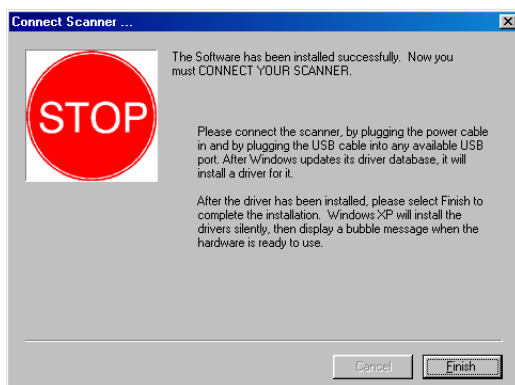 Connect Scanner ...
STOP
The Software has been installed successfully. Now you
must CONNECT YOUR SCANNER.
Please connect the scanner, by plugging the power cable
in and by plugging the USB cable into any available USB
port. After Windows updates its driver database, it will
install a driver for it.
After the driver has been installed, please select Finish to
complete the installation. Windows XP will install the
drivers silently, then display a bubble message when the
hardware is ready to use.
Cancel
Finish